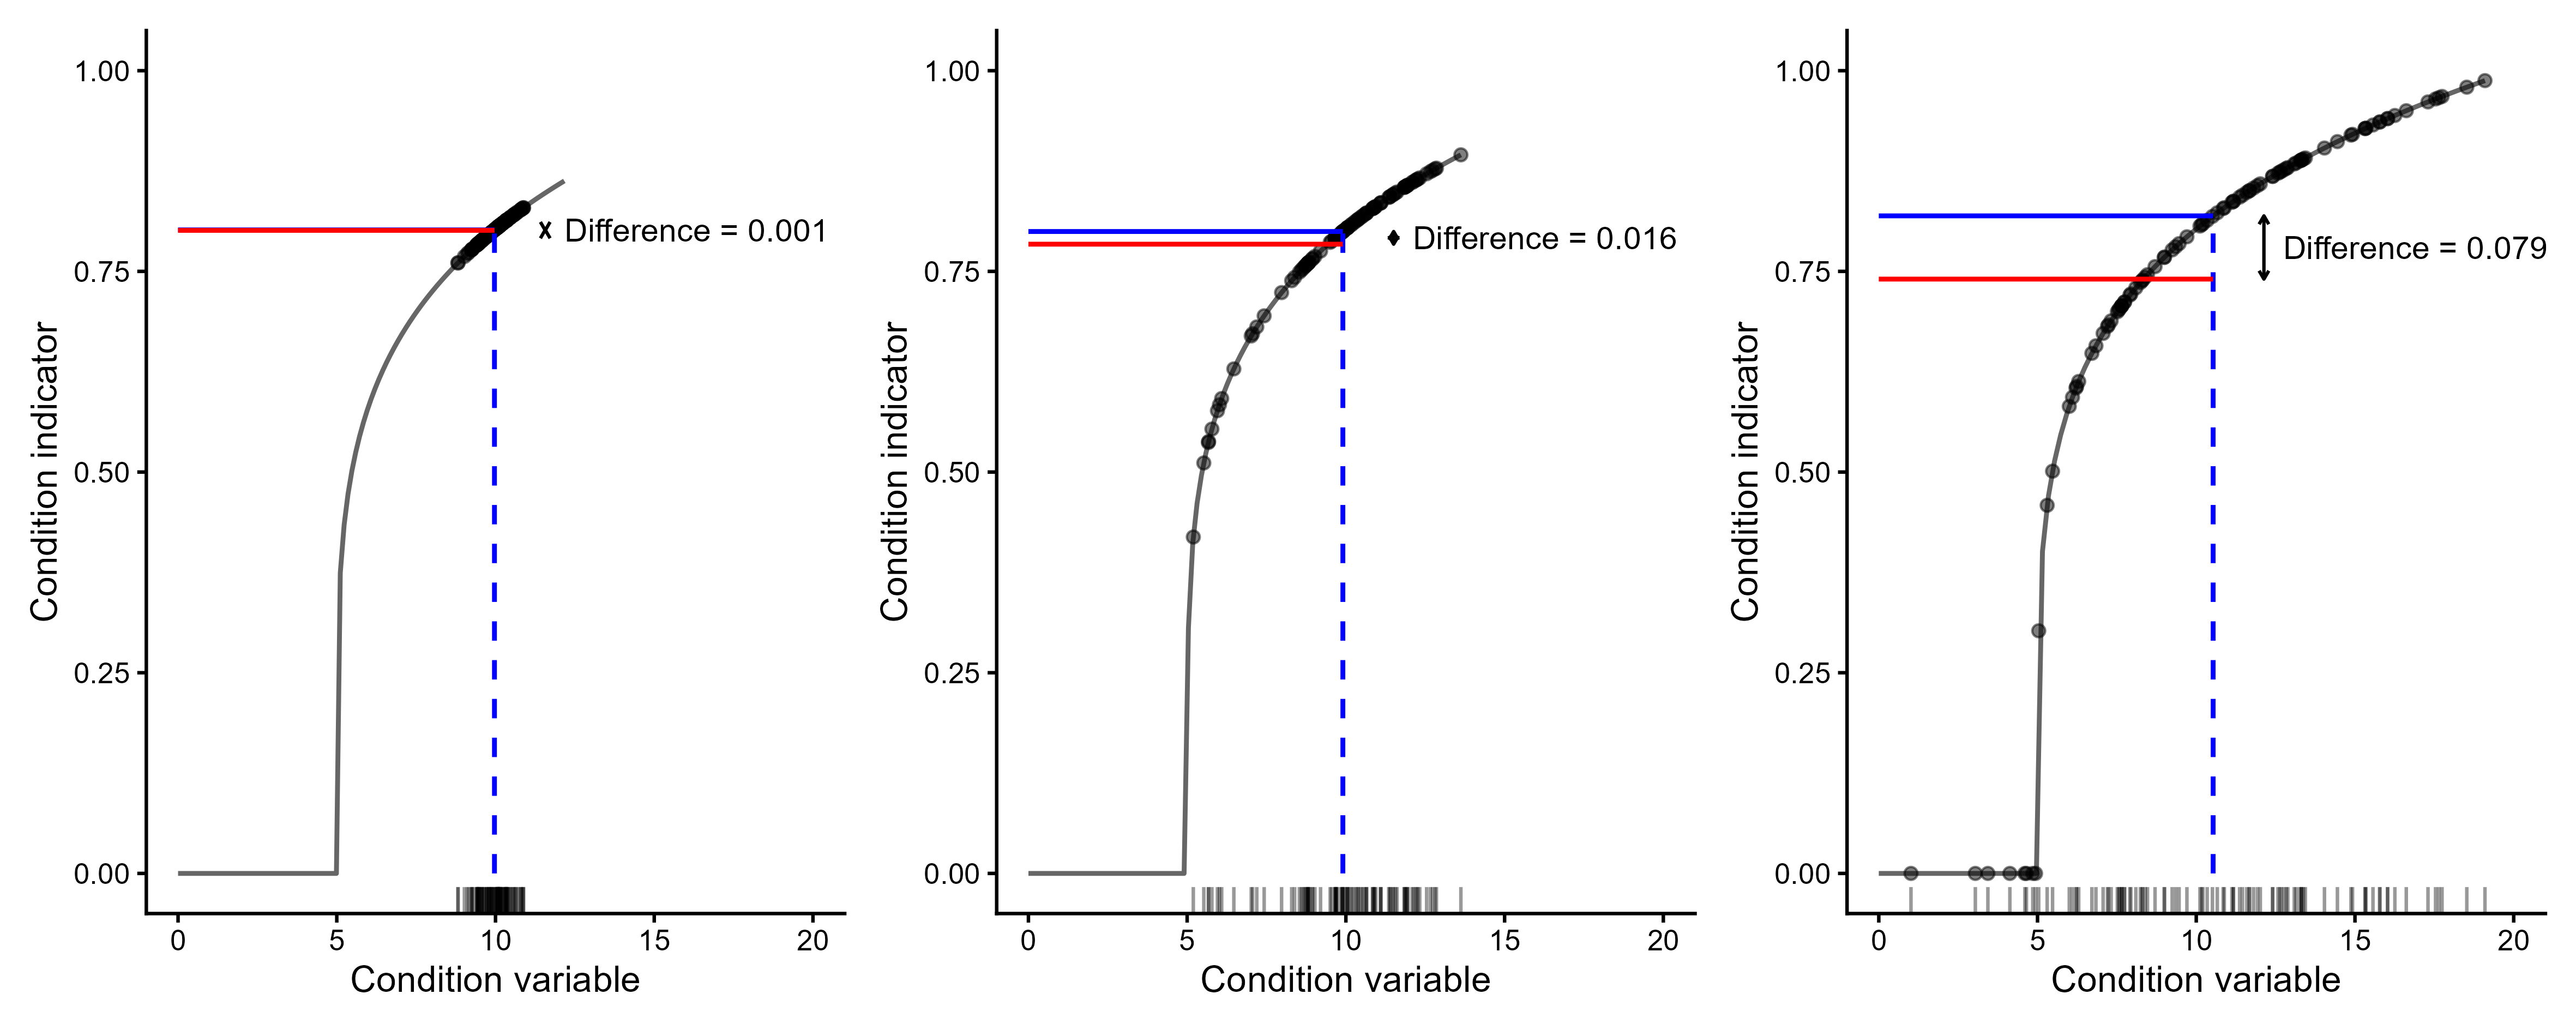 1.00
0.75
0.50
0.25
0.00
Condition indicator
Difference = 0.001
0 5 10 15 20
Condition variable
1.00
0.75
0.50
0.25
0.00
Condition indicator
Difference = 0.016
0 5 10 15 20
Condition variable
1.00
0.75
0.50
0.25
0.00
Condition indicator
Difference = 0.079
0 5 10 15 20
Condition variable